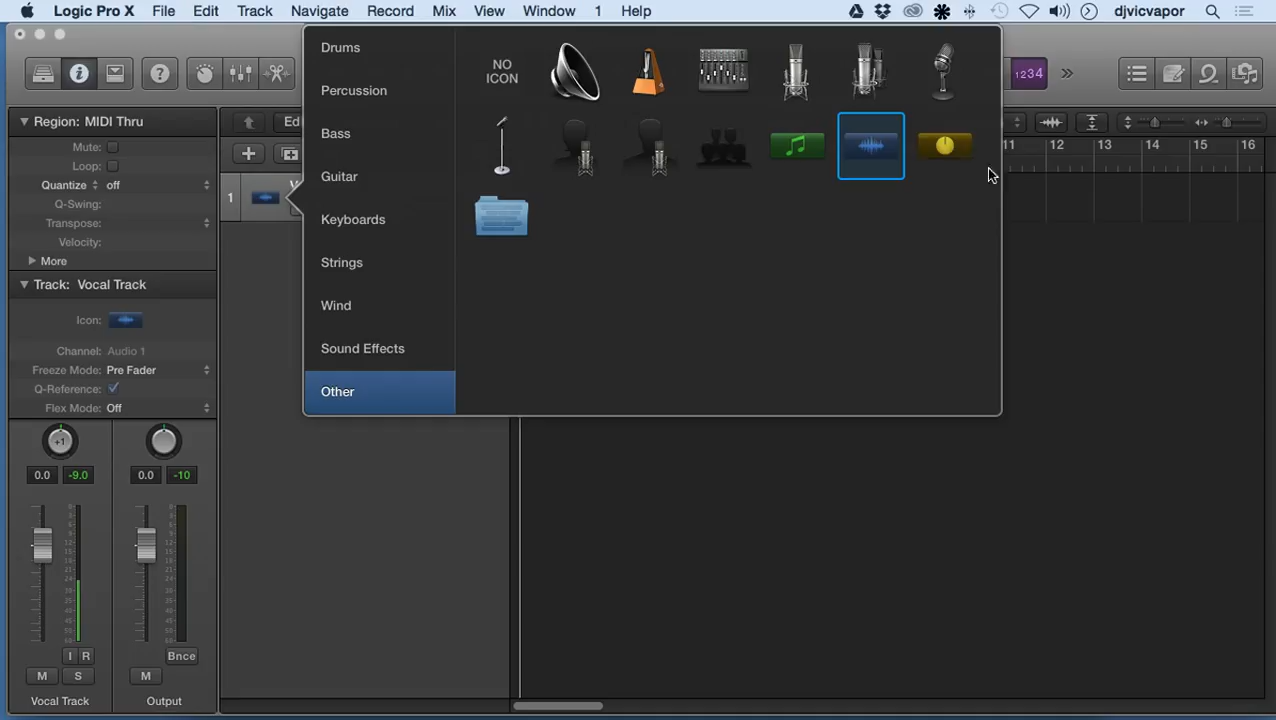 Logic Pro X File Edit Track Navigate Record Mix View Window 1 Help djvicvapor
1234
Region: MIDI Thru
Mute:
Loop:
Quantize off
Q-Swing:
Transpose:
Velocity:
More
Track: Vocal Track
Icon:
Channel: Audio 1
Freeze Mode: Pre Fader
Q-Reference:
Flex Mode: Off
+1
0.0 -9.0 0.0 -10
I R Bnce
M S M
Vocal Track Output
Ed
1 V
Drums
Percussion
Bass
Guitar
Keyboards
Strings
Wind
Sound Effects
Other
NO
ICON
11 12 13 14 15 16